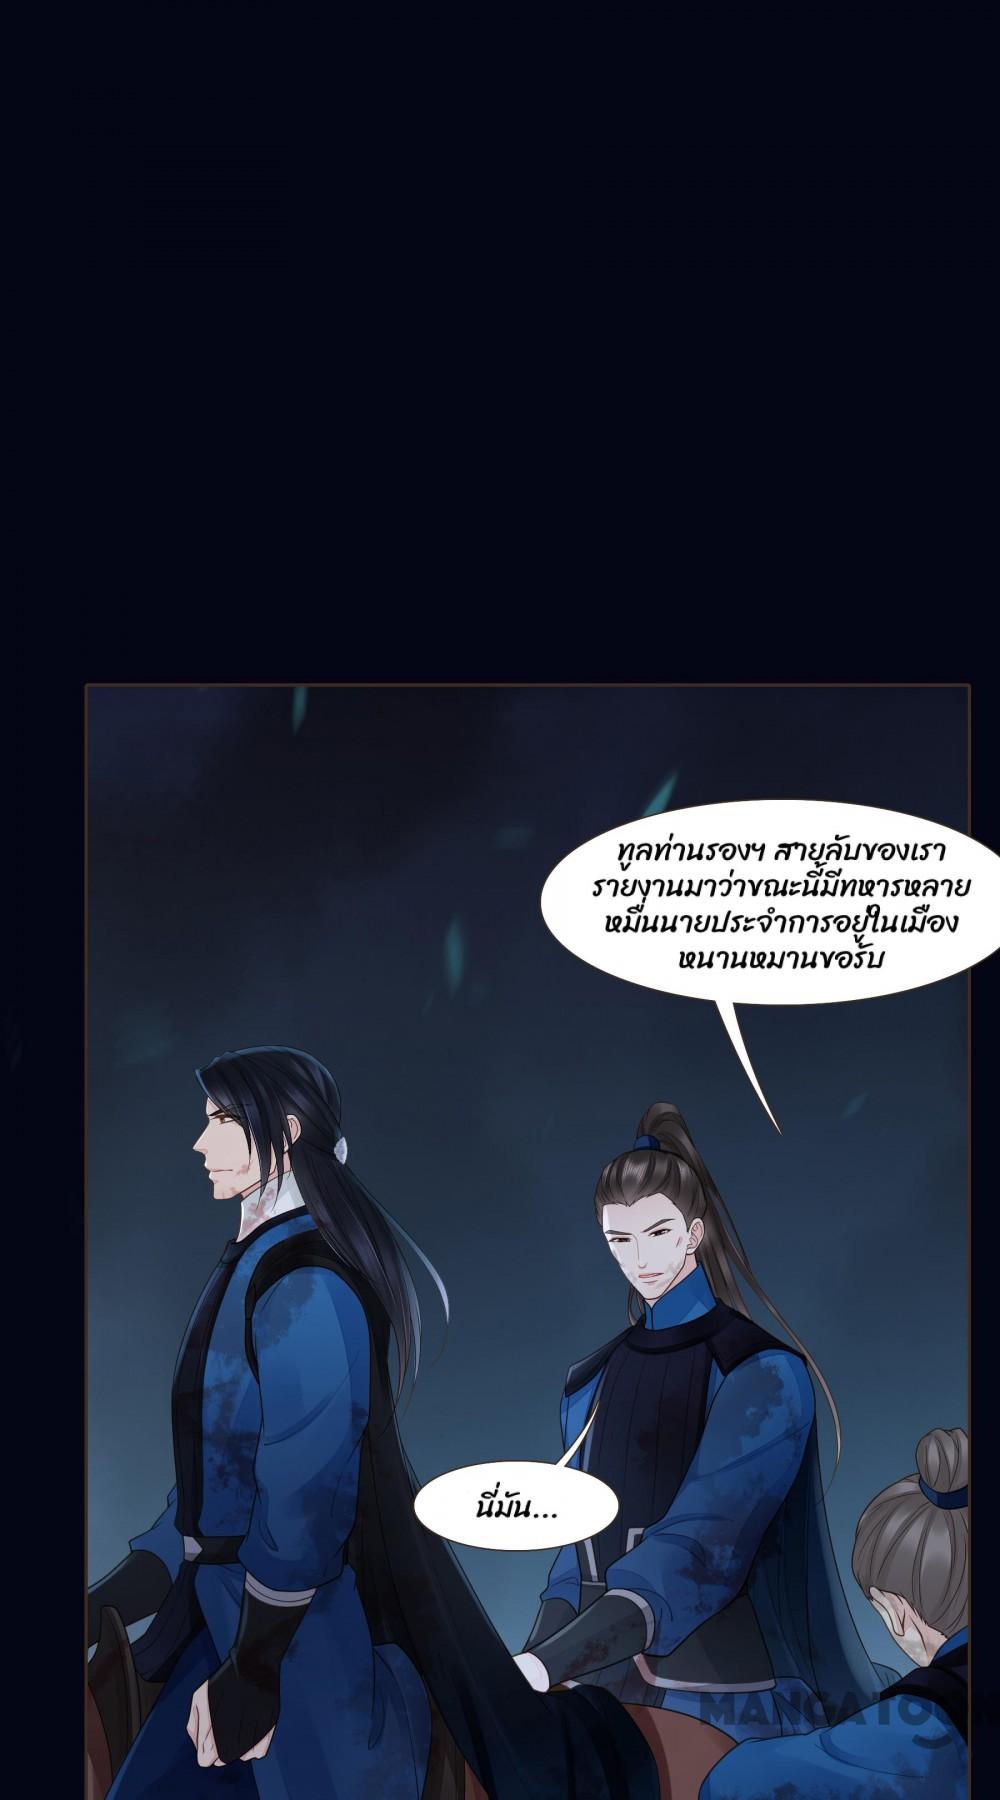 ทูลท่านรองฯ สายลับของเรา
รายงานมาว่าขณะนี้มีทหารหลาย
หมื่นนายประจำการอยู่ในเมือง
หนานหมานขอรับ
นี่มัน...
MANGATOON